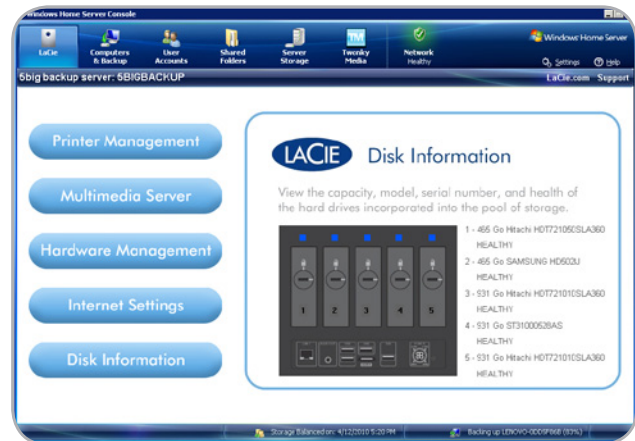 Windows Home Server Console
LaCie
Computers & Backup
User Accounts
Shared Folders
Server Storage
TM
Twonky Media
Network
Healthy
Windows Home Server
Settings
Help
5big backup server: 5BIGBACKUP
LaCie.com Support
Printer Management
Multimedia Server
Hardware Management
Internet Settings
Disk Information
LACIE
Disk Information
View the capacity, model, serial number, and health of
the hard drives incorporated into the pool of storage.
1 2 3 4 5
1 - 465 Go Hitachi HDT721050SLA360
HEALTHY
2 - 465 Go SAMSUNG HD502IJ
HEALTHY
3 - 931 Go Hitachi HDT721010SLA360
HEALTHY
4 - 931 Go ST31000528AS
HEALTHY
5 - 931 Go Hitachi HDT721010SLA360
HEALTHY
Storage Balanced on: 4/12/2010 5:20 PM
Backing up (83%)